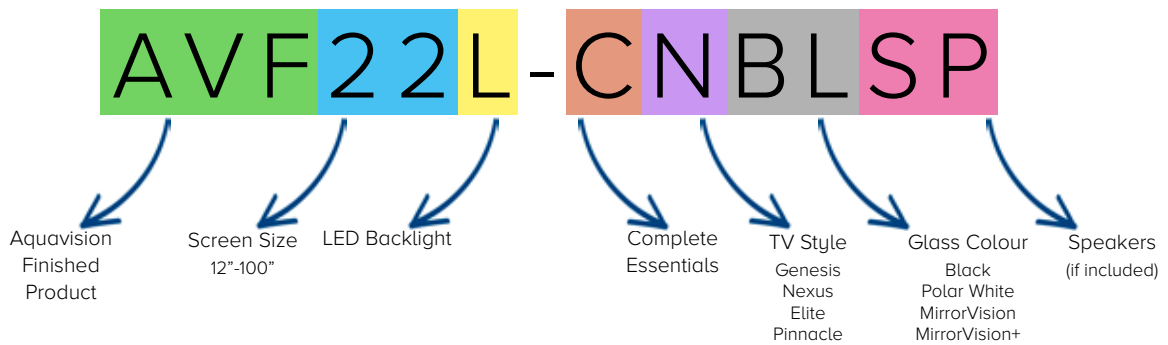 AVF22L-CNBLSP
Aquavision
Finished
Product
Screen Size
12”-100”
LED Backlight
Complete
Essentials
TV Style
Genesis
Nexus
Elite
Pinnacle
Glass Colour
Black
Polar White
MirrorVision
MirrorVision+
Speakers
(if included)